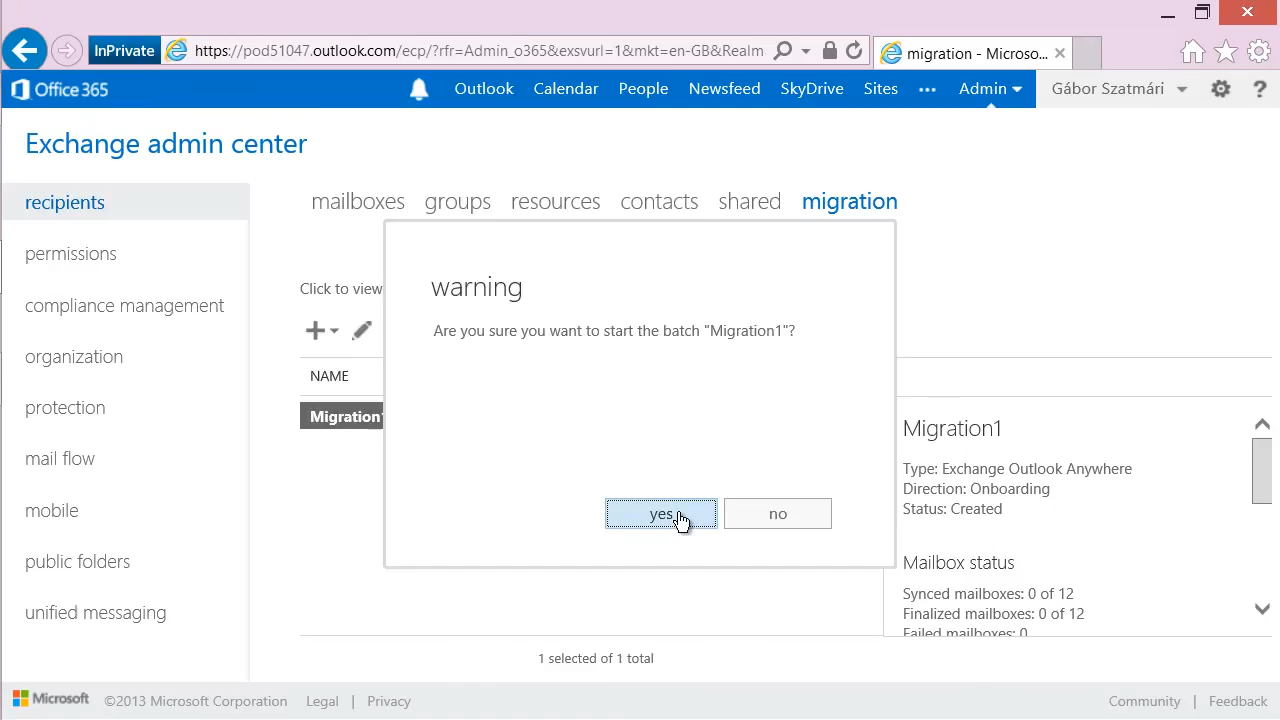 InPrivate
https://pod51047.outlook.com/ecp/?rfr=Admin_o365&exsvurl=1&mkt=en-GB&Realm
migration - Microso...
Office 365
Outlook Calendar People Newsfeed SkyDrive Sites ... Admin Gábor Szatmári ?
Exchange admin center
recipients
permissions
compliance management
organization
protection
mail flow
mobile
public folders
unified messaging
mailboxes groups resources contacts shared migration
Click to view
NAME
Migration1
warning
Are you sure you want to start the batch "Migration1"?
yes no
Migration1
Type: Exchange Outlook Anywhere
Direction: Onboarding
Status: Created
Mailbox status
Synced mailboxes: 0 of 12
Finalized mailboxes: 0 of 12
Failed mailboxes: 0
1 selected of 1 total
Microsoft ©2013 Microsoft Corporation Legal | Privacy Community | Feedback